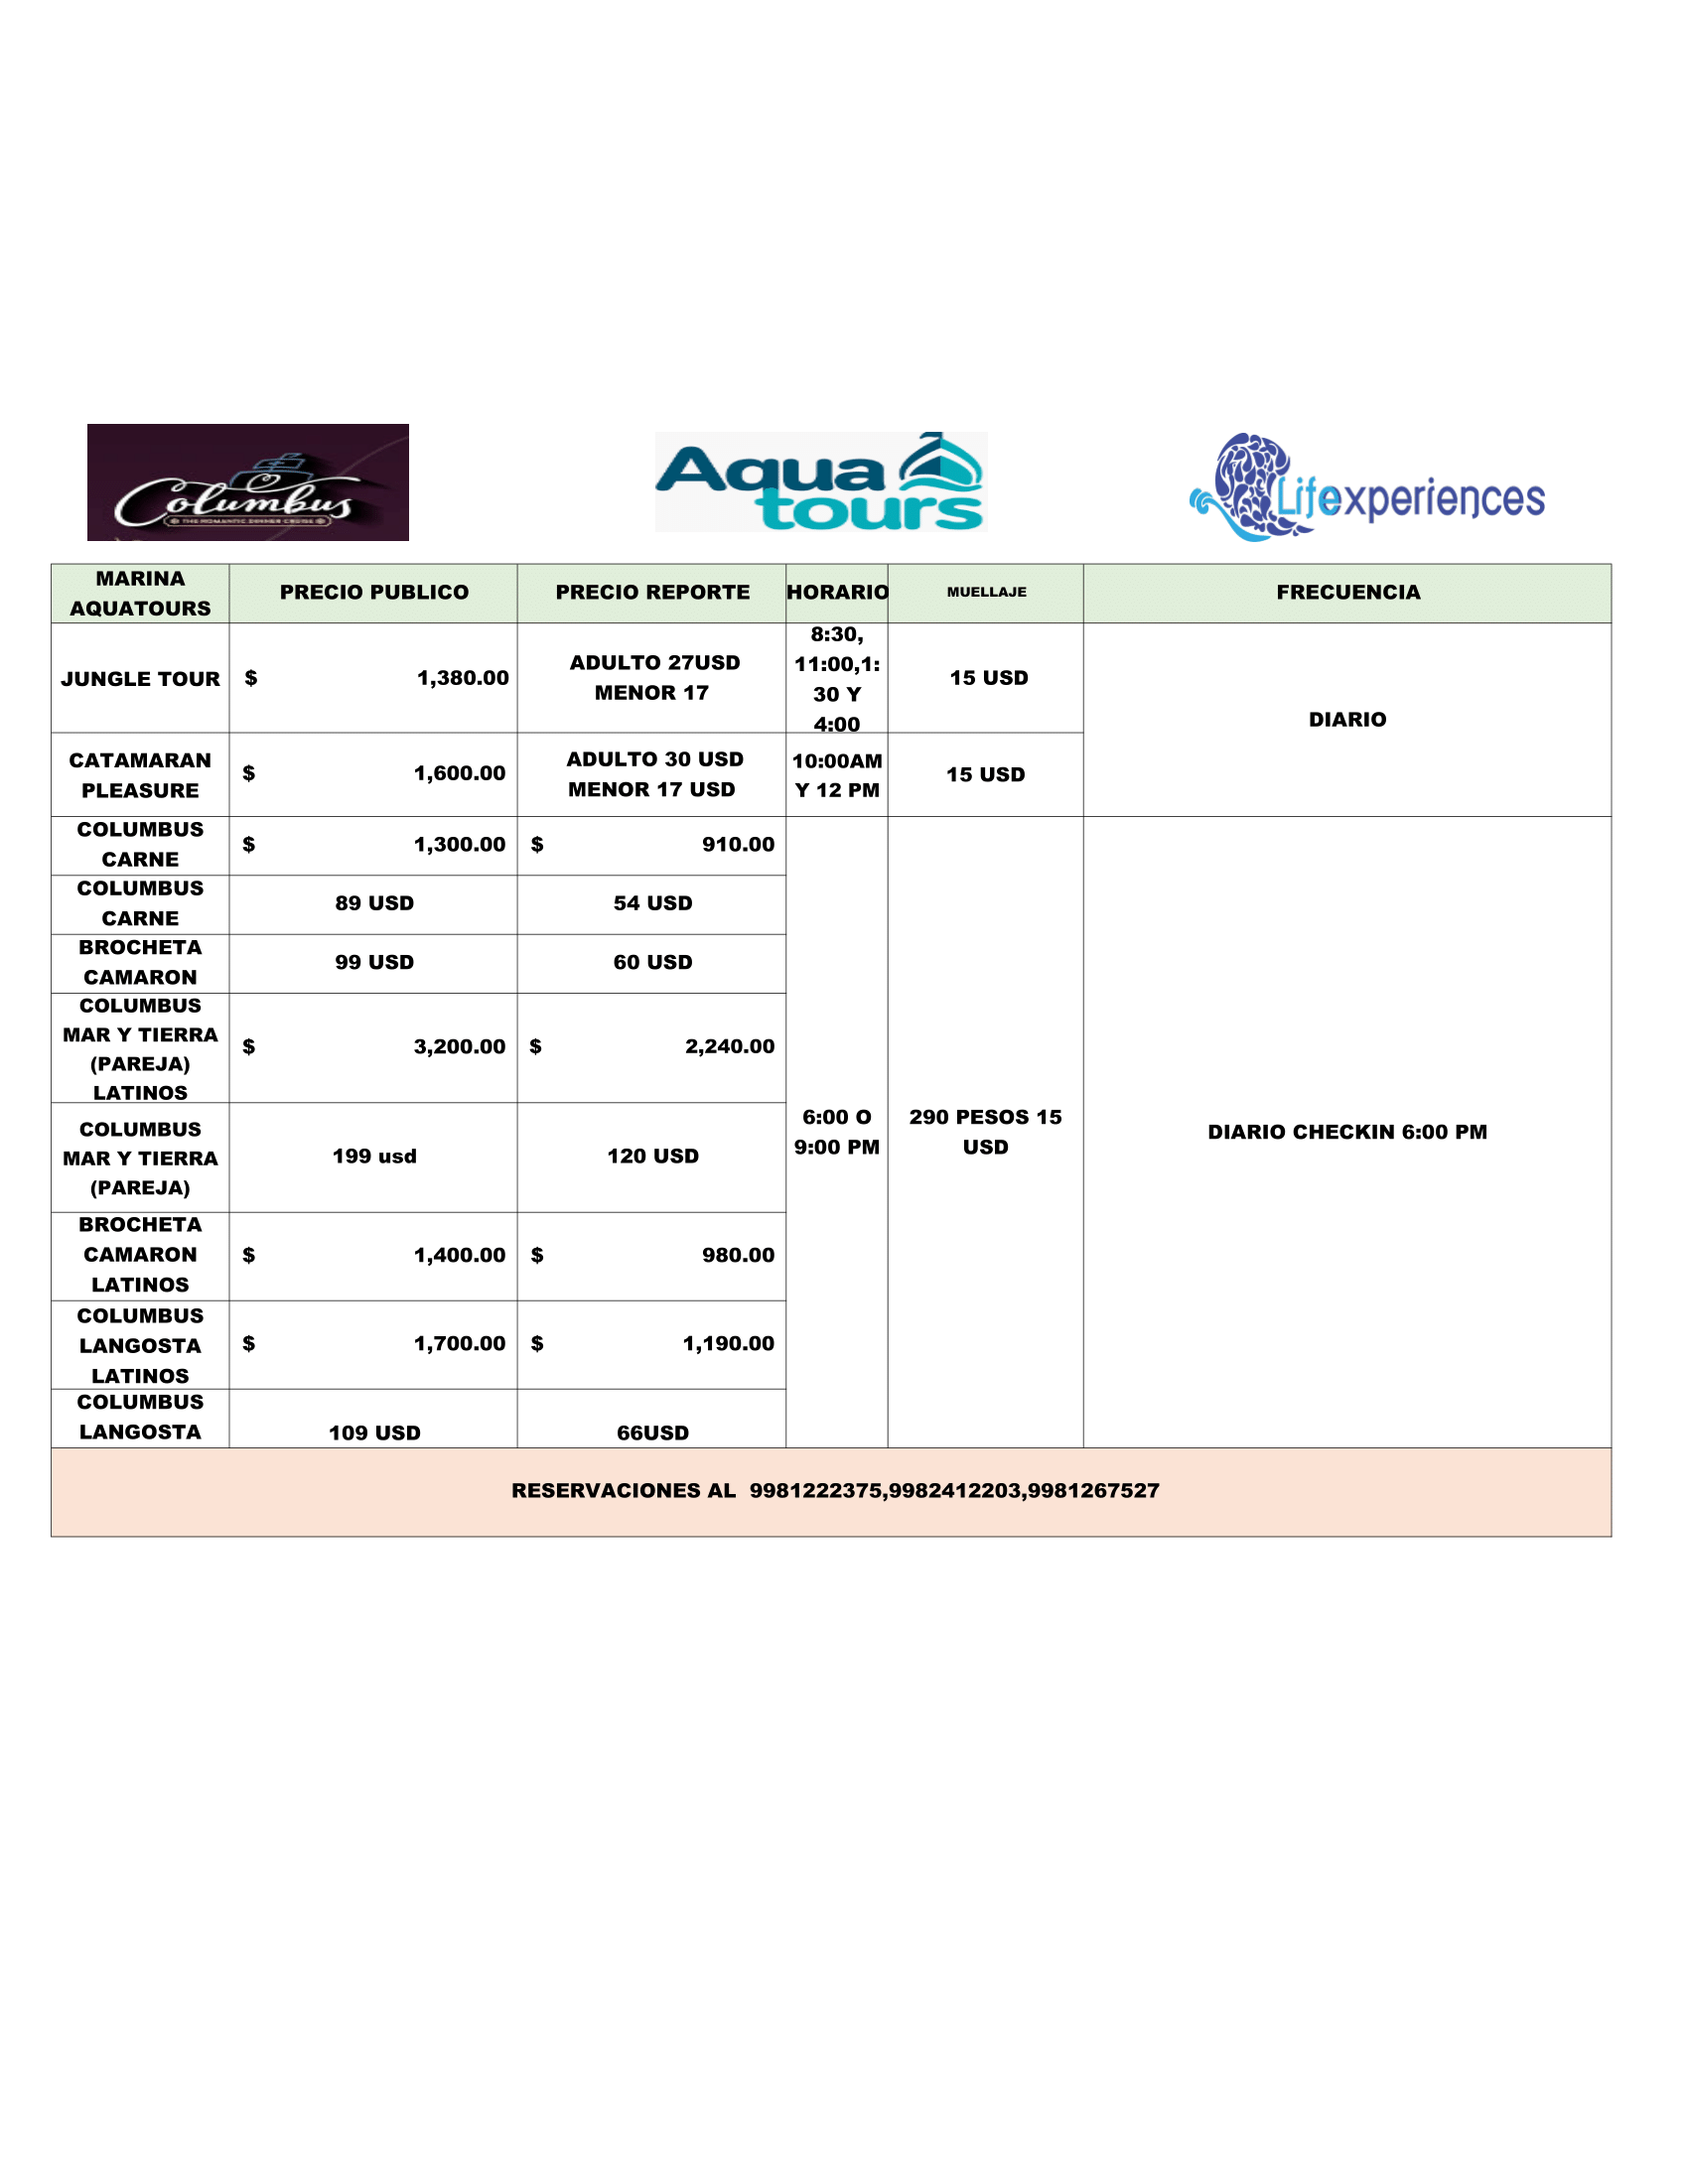 Columbus
THE ROMANTIC DINNER CRUISE
Aqua
tours
Lifexperiences
MARINA
AQUATOURS
PRECIO PUBLICO
PRECIO REPORTE
HORARIO
MUELLAJE
FRECUENCIA
JUNGLE TOUR
$ 1,380.00
ADULTO 27USD
MENOR 17
8:30,
11:00,1:
30 Y
4:00
15 USD
DIARIO
CATAMARAN
PLEASURE
$ 1,600.00
ADULTO 30 USD
MENOR 17 USD
10:00AM
Y 12 PM
15 USD
COLUMBUS
CARNE
$ 1,300.00
$ 910.00
COLUMBUS
CARNE
89 USD
54 USD
BROCHETA
CAMARON
99 USD
60 USD
COLUMBUS
MAR Y TIERRA
(PAREJA)
LATINOS
$ 3,200.00
$ 2,240.00
COLUMBUS
MAR Y TIERRA
(PAREJA)
199 usd
120 USD
6:00 O
9:00 PM
290 PESOS 15
USD
DIARIO CHECKIN 6:00 PM
BROCHETA
CAMARON
LATINOS
$ 1,400.00
$ 980.00
COLUMBUS
LANGOSTA
LATINOS
$ 1,700.00
$ 1,190.00
COLUMBUS
LANGOSTA
109 USD
66USD
RESERVACIONES AL 9981222375,9982412203,9981267527